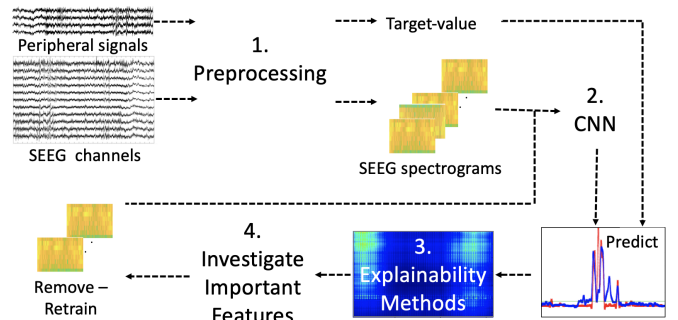 Peripheral signals
1.
Preprocessing
Target-value
SEEG channels
SEEG spectrograms
2.
CNN
Predict
3.
Explainability
Methods
4.
Investigate
Important
Features
Remove –
Retrain